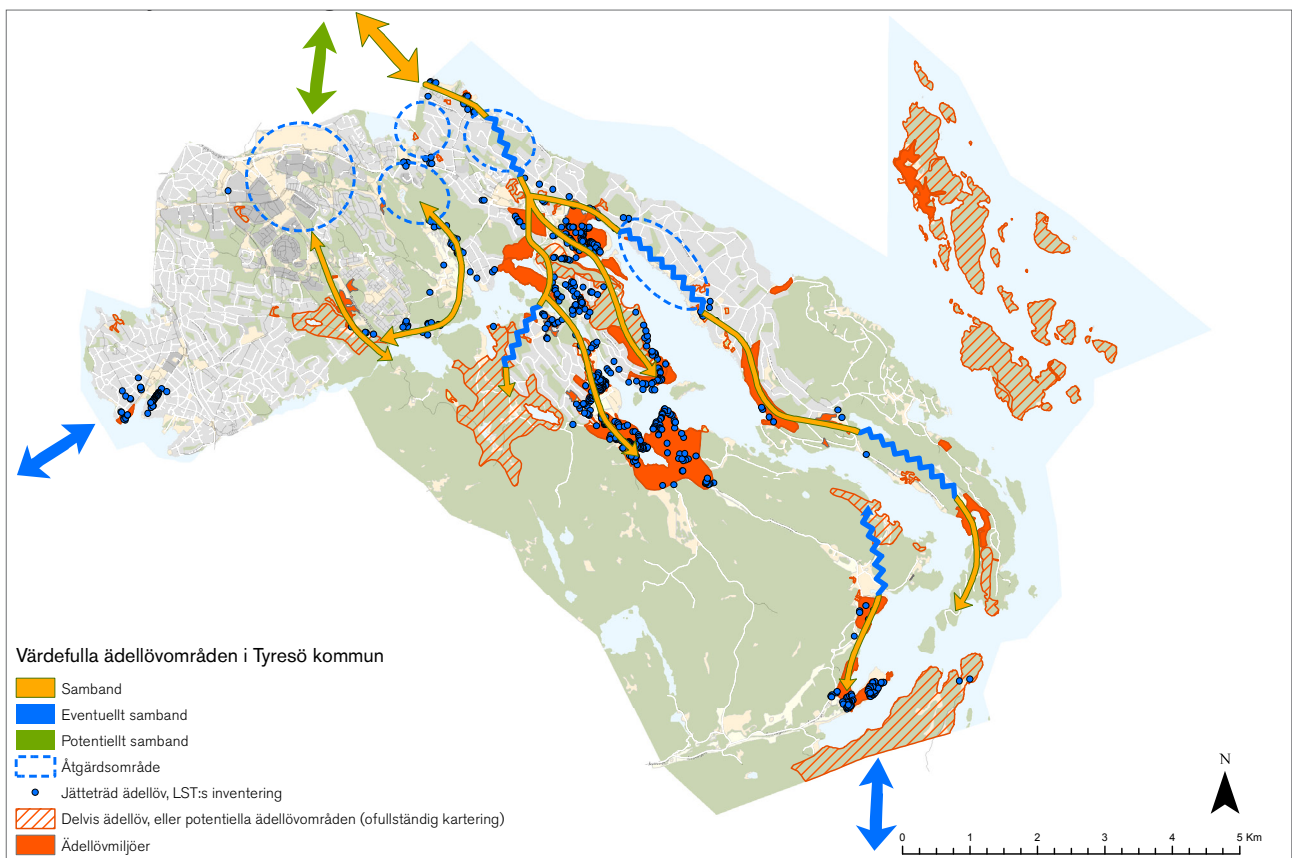 Värdefulla ädellövområden i Tyresö kommun
Samband
Eventuellt samband
Potentiellt samband
Åtgärdsområde
Jätteträd ädellöv, LST:s inventering
Delvis ädellöv, eller potentiella ädellövområden (ofullständig kartering)
Ädellövmiljöer
N
0 1 2 3 4 5 Km